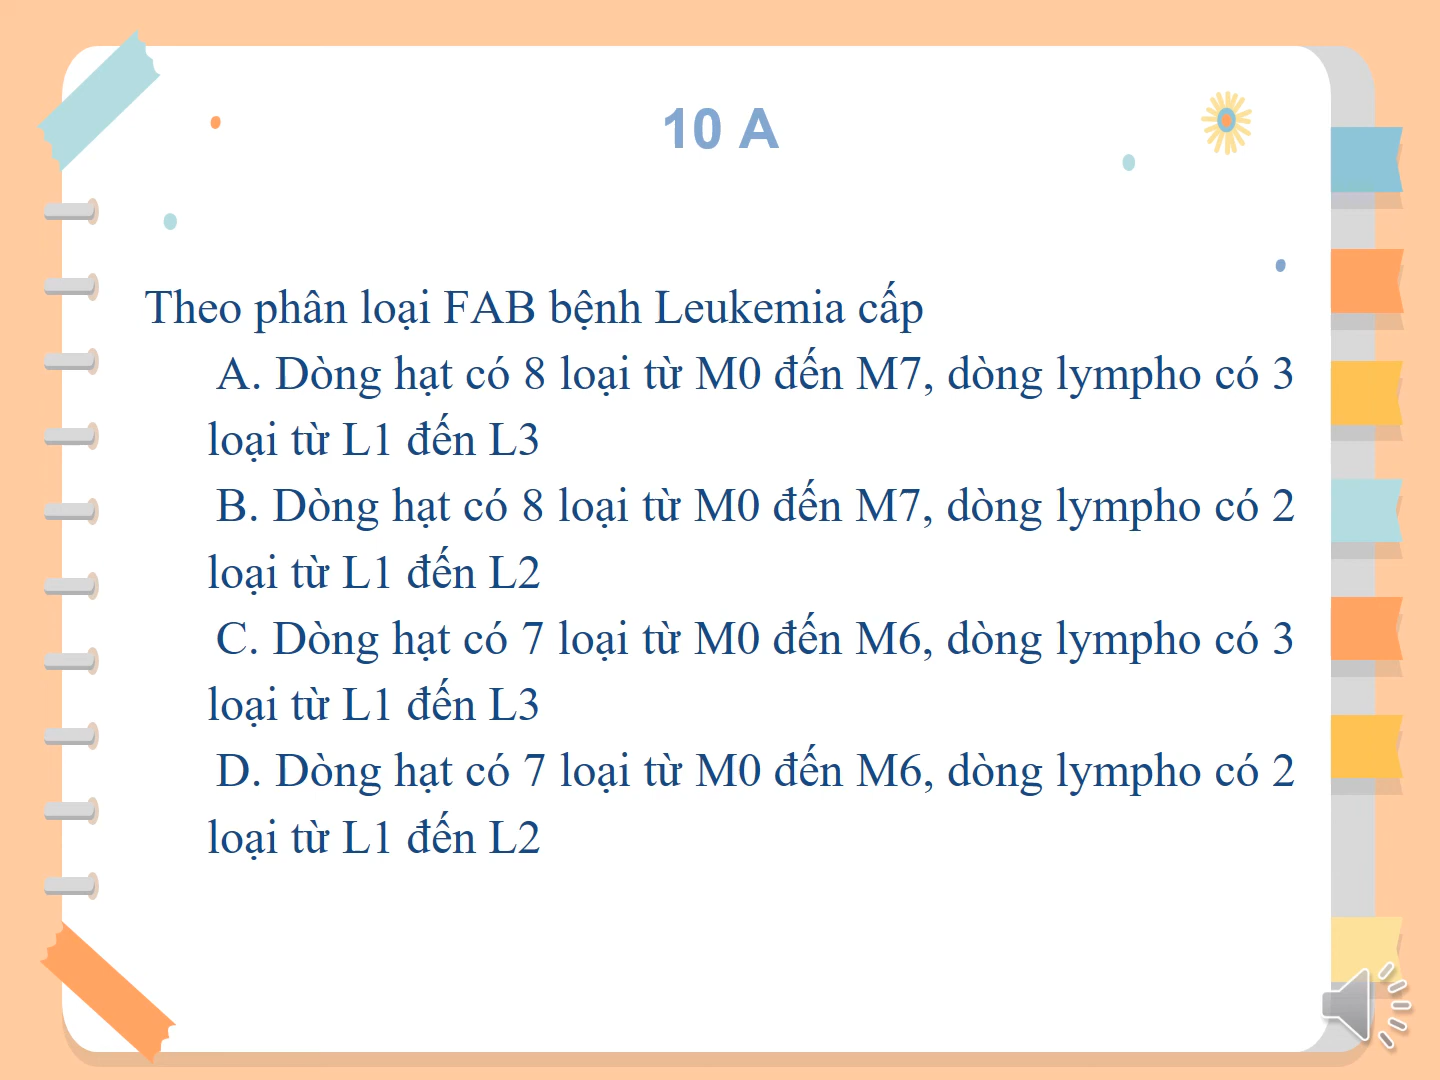 10 A
Theo phân loại FAB bệnh Leukemia cấp
A. Dòng hạt có 8 loại từ M0 đến M7, dòng lympho có 3
loại từ L1 đến L3
B. Dòng hạt có 8 loại từ M0 đến M7, dòng lympho có 2
loại từ L1 đến L2
C. Dòng hạt có 7 loại từ M0 đến M6, dòng lympho có 3
loại từ L1 đến L3
D. Dòng hạt có 7 loại từ M0 đến M6, dòng lympho có 2
loại từ L1 đến L2